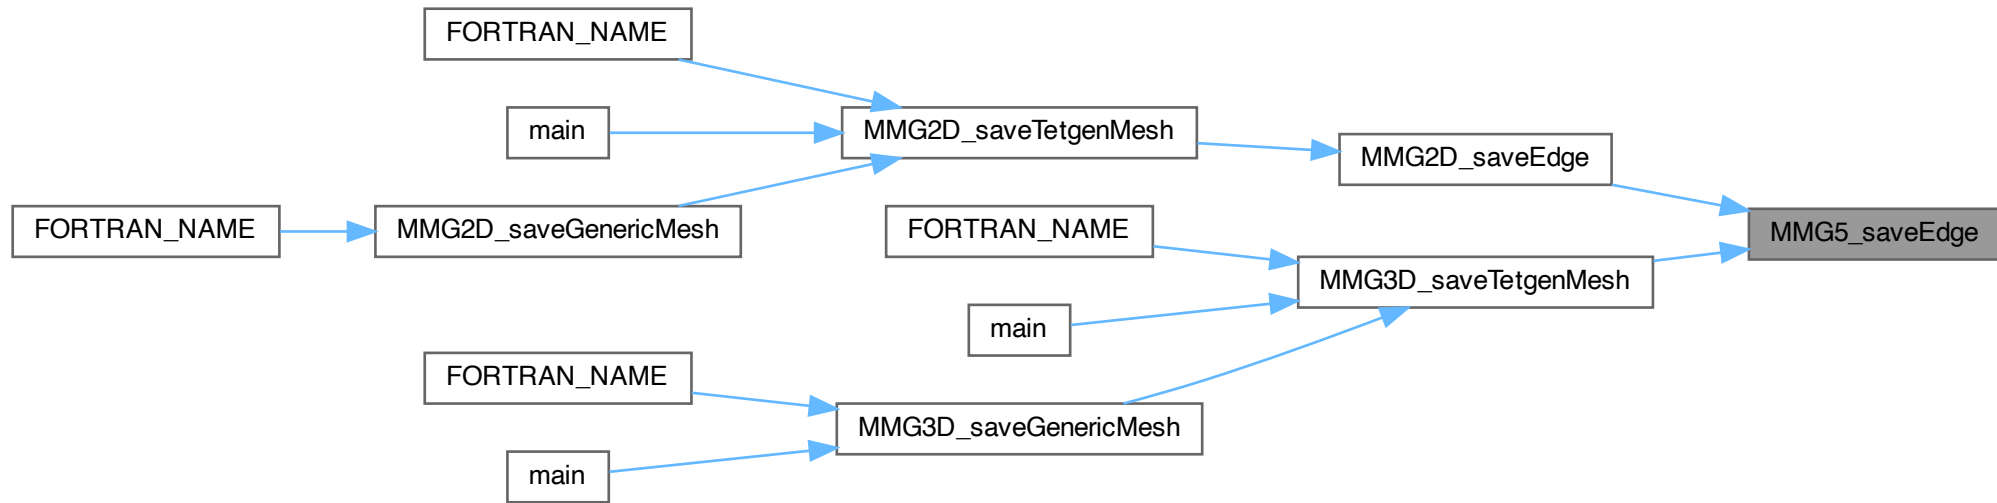 FORTRAN_NAME
main
MMG2D_saveTetgenMesh
MMG2D_saveEdge
FORTRAN_NAME
MMG2D_saveGenericMesh
FORTRAN_NAME
MMG5_saveEdge
MMG3D_saveTetgenMesh
main
FORTRAN_NAME
MMG3D_saveGenericMesh
main